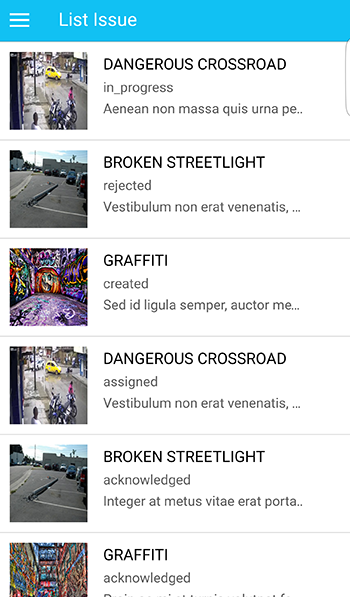 List Issue
DANGEROUS CROSSROAD
in_progress
Aenean non massa quis urna pe..
BROKEN STREETLIGHT
rejected
Vestibulum non erat venenatis, ...
GRAFFITI
created
Sed id ligula semper, auctor me...
DANGEROUS CROSSROAD
assigned
Vestibulum non erat venenatis, ...
BROKEN STREETLIGHT
acknowledged
Integer at metus vitae erat porta..
GRAFFITI
acknowledged